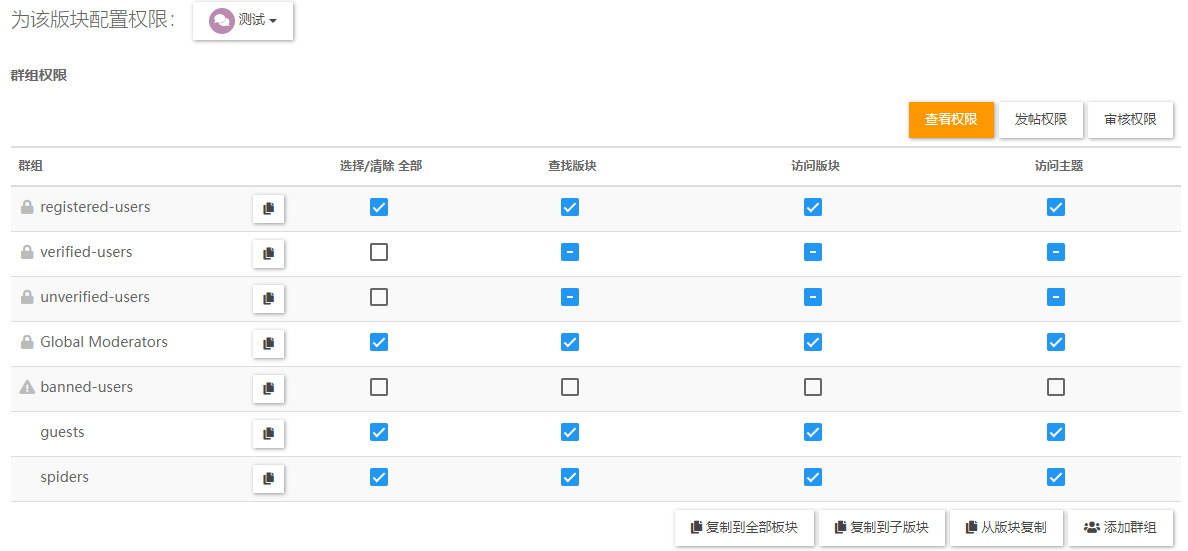 为该版块配置权限： 测试
群组权限
查看权限 发帖权限 审核权限
群组 选择/清除 全部 查找版块 访问版块 访问主题
registered-users
verified-users
unverified-users
Global Moderators
banned-users
guests
spiders
复制到全部板块 复制到子版块 从版块复制 添加群组